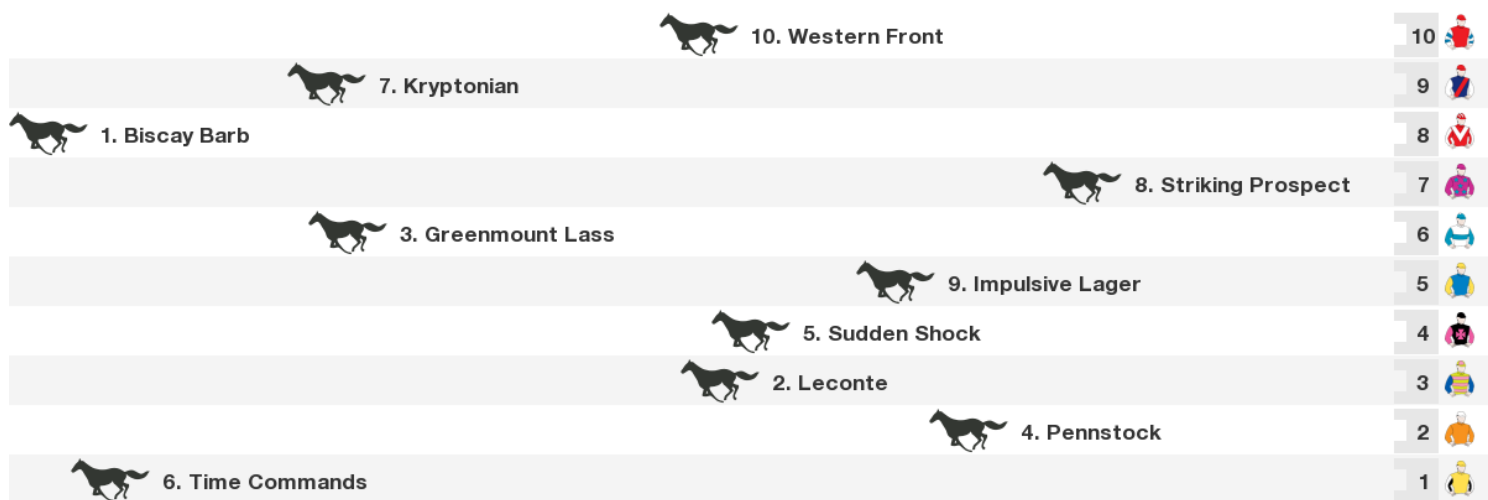 10. Western Front 10
7. Kryptonian 9
1. Biscay Barb 8
8. Striking Prospect 7
3. Greenmount Lass 6
9. Impulsive Lager 5
5. Sudden Shock 4
2. Leconte 3
4. Pennstock 2
6. Time Commands 1